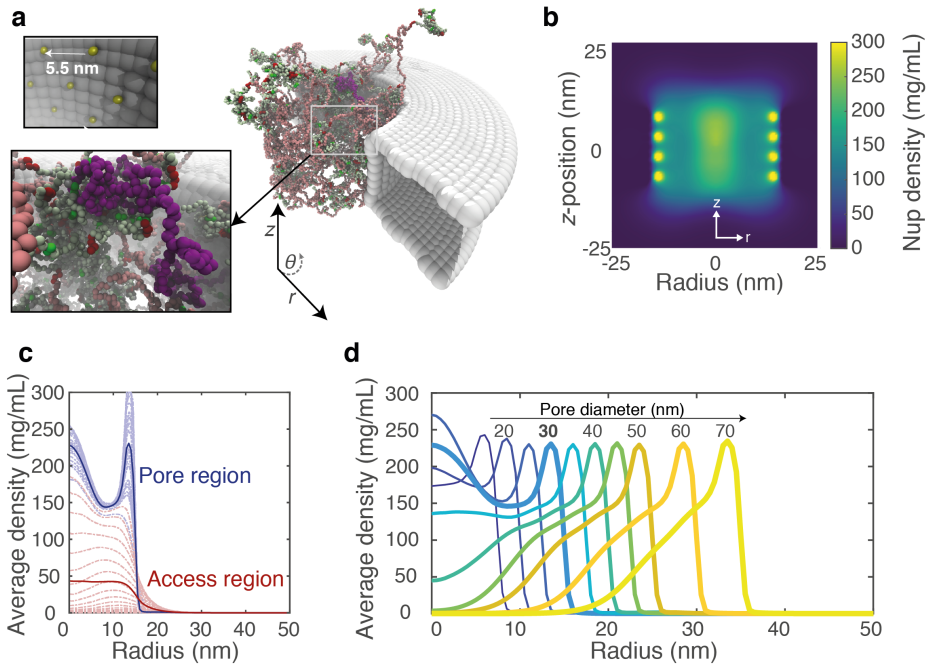 a
5.5 nm
z
θ
r
b
25
0
-25
z-position (nm)
-25
0
25
Radius (nm)
z
r
300
250
200
150
100
50
0
Nup density (mg/mL)
c
300
250
200
150
100
50
0
Average density (mg/mL)
Pore region
Access region
0
10
20
30
40
50
Radius (nm)
d
300
250
200
150
100
50
0
Average density (mg/mL)
Pore diameter (nm)
20 30 40 50 60 70
0
10
20
30
40
50
Radius (nm)